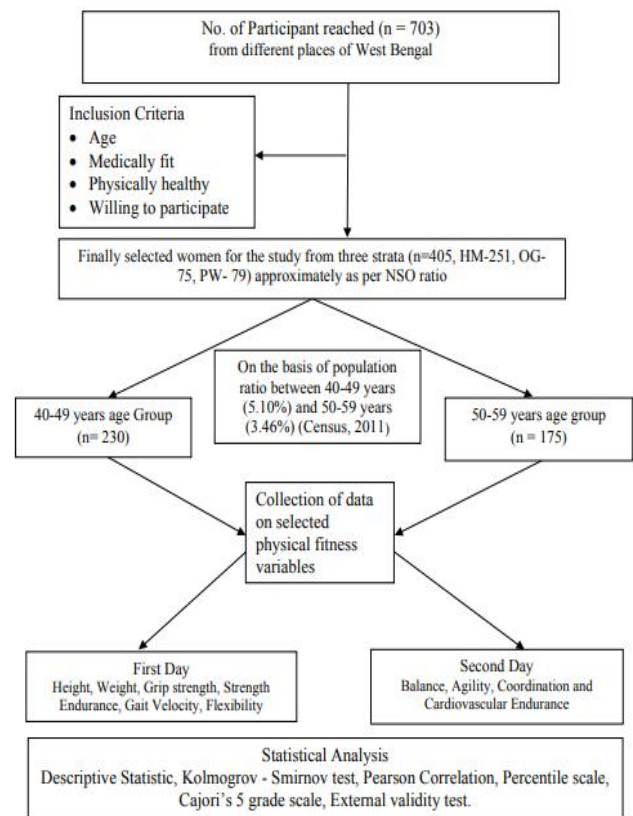 No. of Participant reached (n = 703)
from different places of West Bengal
Inclusion Criteria
• Age
• Medically fit
• Physically healthy
• Willing to participate
Finally selected women for the study from three strata (n=405, HM-251, OG-
75, PW- 79) approximately as per NSO ratio
On the basis of population
ratio between 40-49 years
(5.10%) and 50-59 years
(3.46%) (Census, 2011)
40-49 years age Group
(n= 230)
50-59 years age group
(n = 175)
Collection of data
on selected
physical fitness
variables
First Day
Height, Weight, Grip strength, Strength
Endurance, Gait Velocity, Flexibility
Second Day
Balance, Agility, Coordination and
Cardiovascular Endurance
Statistical Analysis
Descriptive Statistic, Kolmogrov - Smirnov test, Pearson Correlation, Percentile scale,
Cajori's 5 grade scale, External validity test.